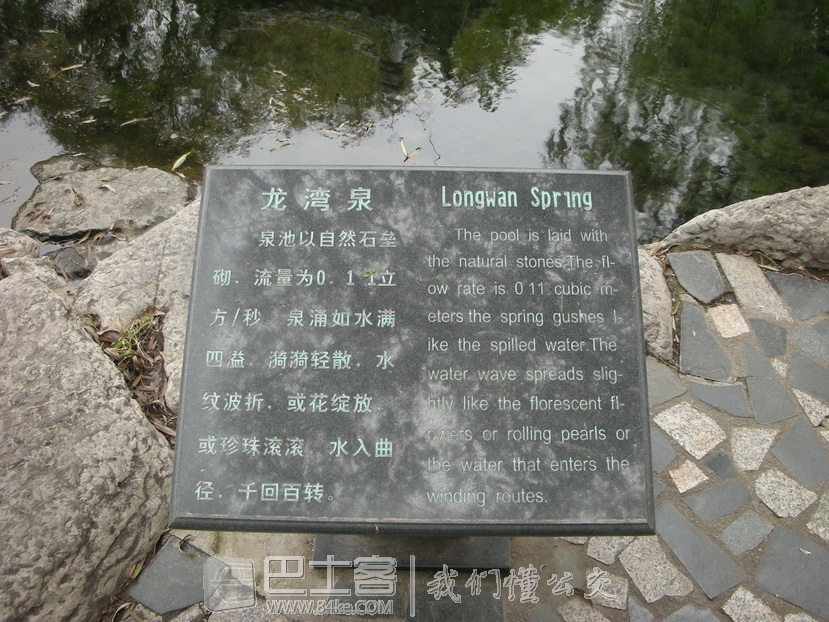 龙湾泉
泉池以自然石垒
砌，流量为0.11立
方/秒。泉涌如水满
四益，漪漪轻散，水
纹波折，或花绽放，
或珍珠滚滚，水入曲
径，千回百转。
Longwan Spring
The pool is laid with
the natural stones.The fl-
ow rate is 0 11 cubic m-
eters the spring gushes l-
ike the spilled water.The
water wave spreads slig-
htly like the florescent fl-
owers or rolling pearls or
the water that enters the
winding routes.
巴士客 我们懂公交
www.84ke.com